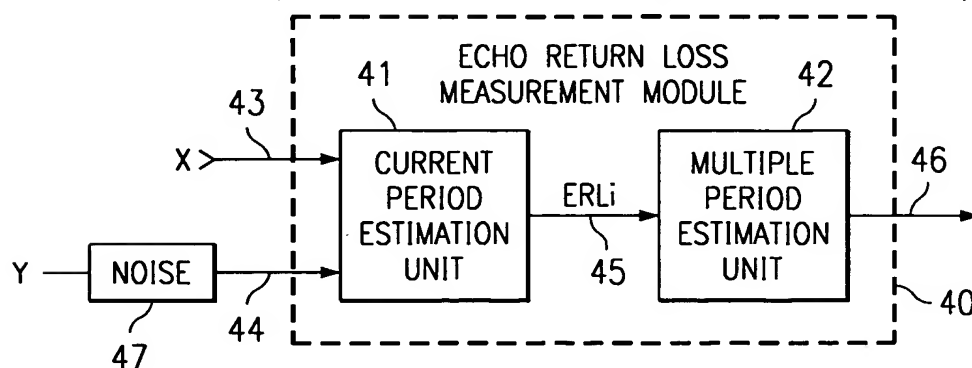 ECHO RETURN LOSS
MEASUREMENT MODULE
41
42
43
X
CURRENT
PERIOD
ESTIMATION
UNIT
ERLi
45
MULTIPLE
PERIOD
ESTIMATION
UNIT
46
Y
NOISE
47
44
40